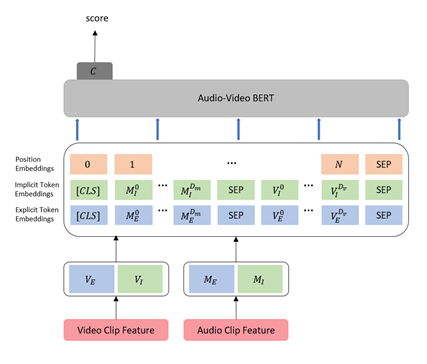 score
C
Audio-Video BERT
Position Embeddings 0 1 ... N SEP
Implicit Token Embeddings [CLS] M_I^0 ... M_I^{D_m} SEP V_I^0 ... V_I^{D_v} SEP
Explicit Token Embeddings [CLS] M_E^0 ... M_E^{D_m} SEP V_E^0 ... V_E^{D_v} SEP
V_E V_I M_E M_I
Video Clip Feature Audio Clip Feature